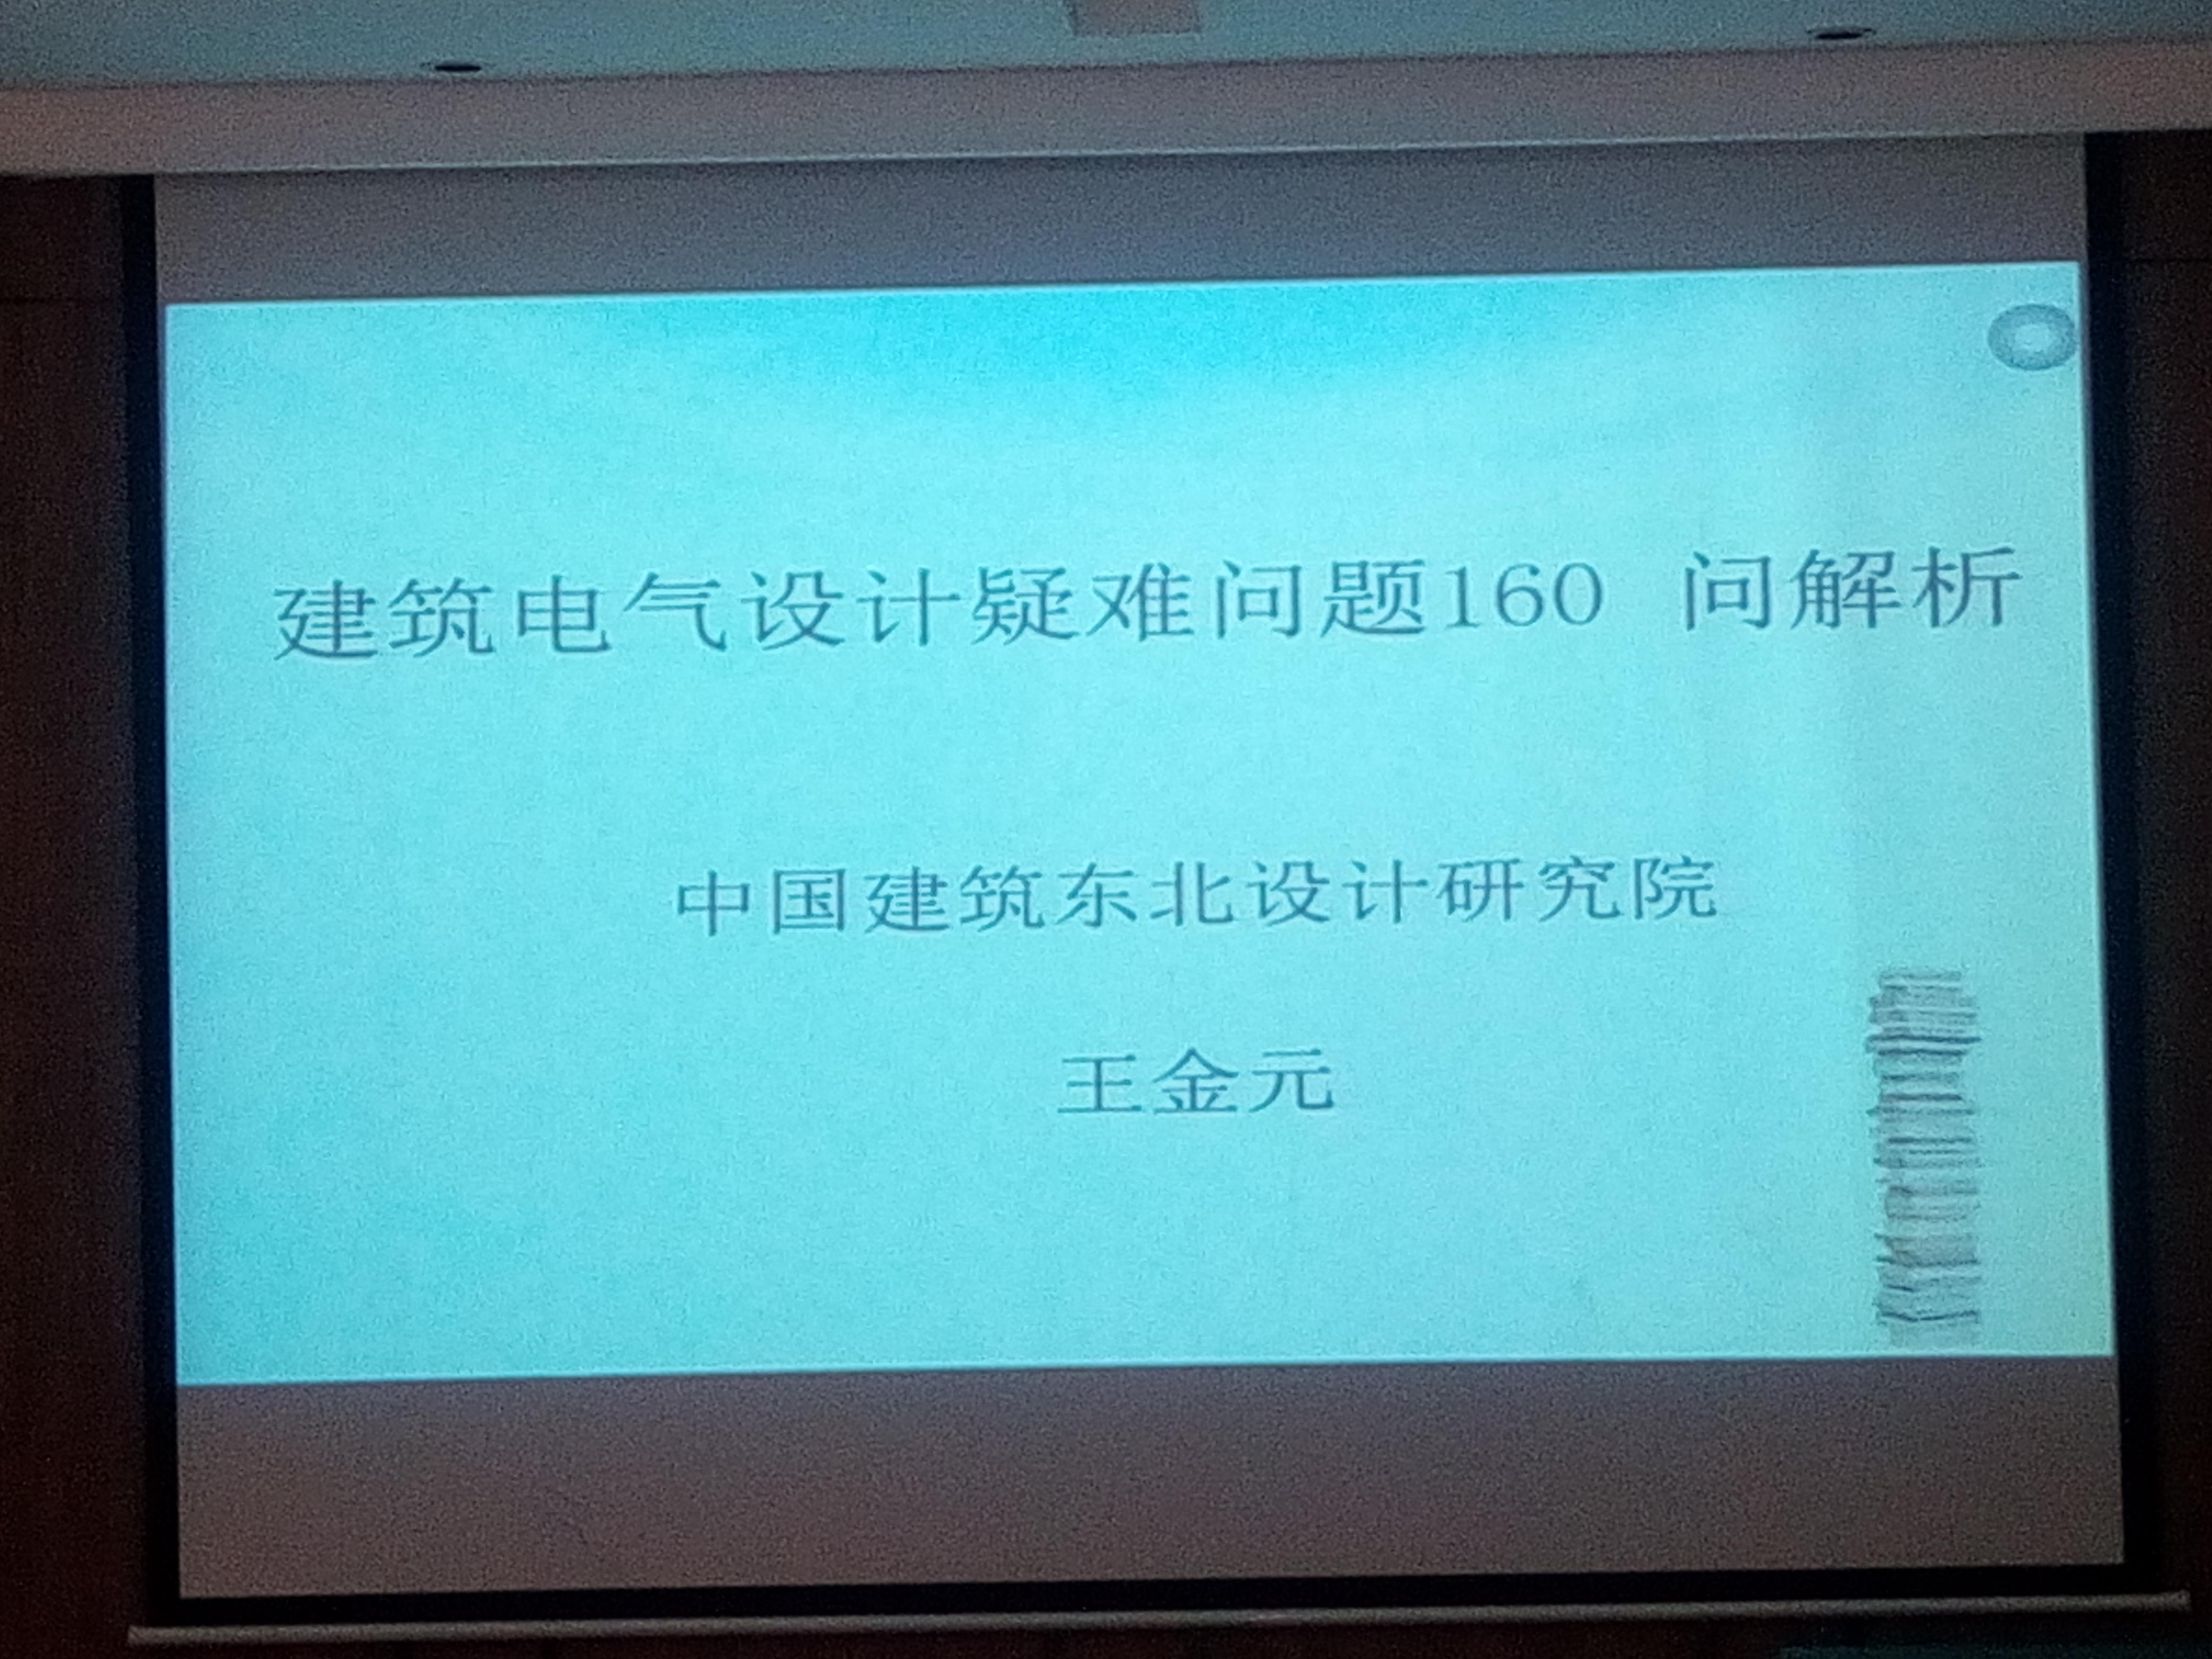 建筑电气设计疑难问题160 问解析
中国建筑东北设计研究院
王金元